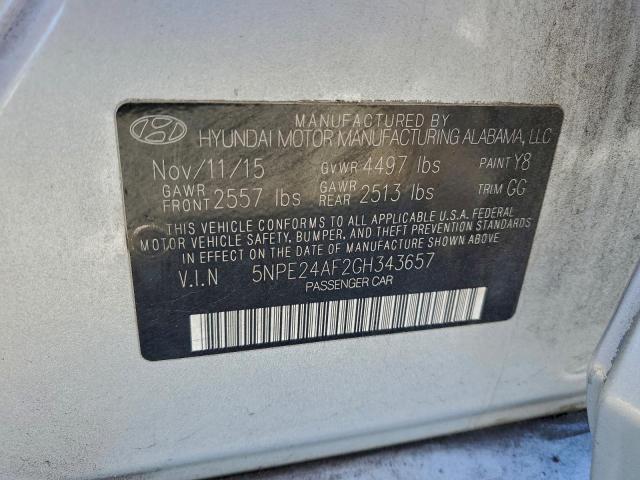 MANUFACTURED BY
HYUNDAI MOTOR MANUFACTURING ALABAMA, LLC
Nov/11/15 GVWR 4497 lbs PAINT Y8
GAWR FRONT 2557 lbs GAWR REAR 2513 lbs TRIM GG
THIS VEHICLE CONFORMS TO ALL APPLICABLE U.S.A. FEDERAL
MOTOR VEHICLE SAFETY, BUMPER, AND THEFT PREVENTION STANDARDS
IN EFFECT ON THE DATE OF MANUFACTURE SHOWN ABOVE.
V.I.N 5NPE24AF2GH343657
PASSENGER CAR